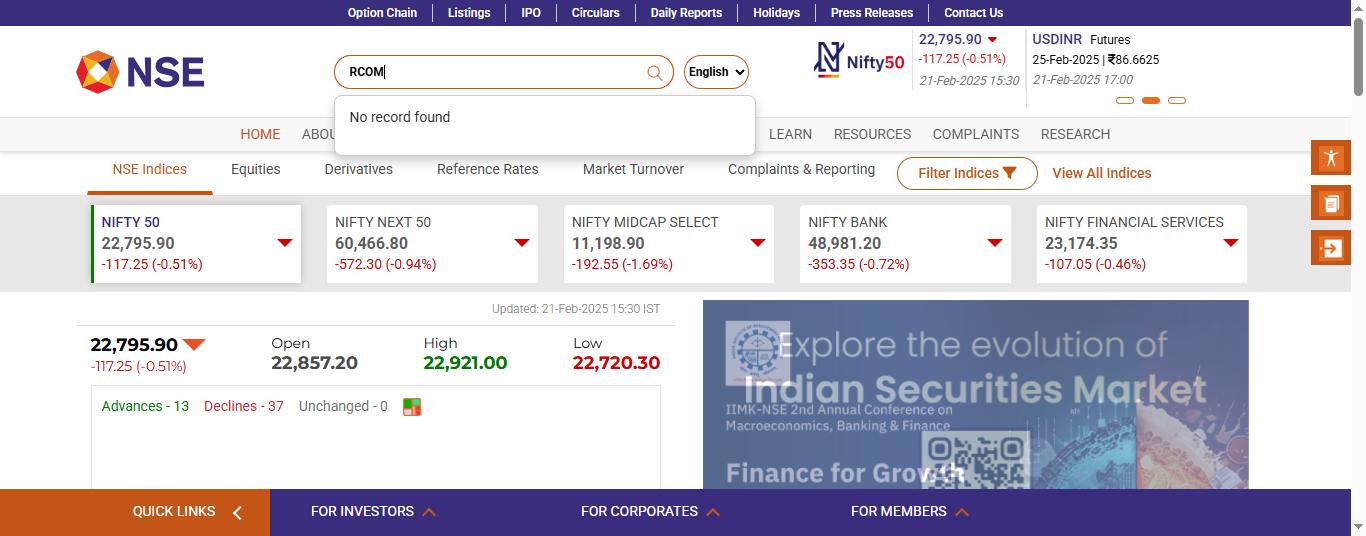 Option Chain Listings IPO Circulars Daily Reports Holidays Press Releases Contact Us
NSE
RCOM
English
Nifty50
22,795.90
-117.25 (-0.51%)
21-Feb-2025 15:30
USDINR Futures
25-Feb-2025 | ₹86.6625
21-Feb-2025 17:00
No record found
HOME ABOU LEARN RESOURCES COMPLAINTS RESEARCH
NSE Indices Equities Derivatives Reference Rates Market Turnover Complaints & Reporting Filter Indices View All Indices
NIFTY 50
22,795.90
-117.25 (-0.51%)
NIFTY NEXT 50
60,466.80
-572.30 (-0.94%)
NIFTY MIDCAP SELECT
11,198.90
-192.55 (-1.69%)
NIFTY BANK
48,981.20
-353.35 (-0.72%)
NIFTY FINANCIAL SERVICES
23,174.35
-107.05 (-0.46%)
Updated: 21-Feb-2025 15:30 IST
22,795.90
-117.25 (-0.51%)
Open
22,857.20
High
22,921.00
Low
22,720.30
Advances - 13 Declines - 37 Unchanged - 0
Explore the evolution of
Indian Securities Market
IIMK-NSE 2nd Annual Conference on
Macroeconomics, Banking & Finance
Finance for Growth
QUICK LINKS FOR INVESTORS FOR CORPORATES FOR MEMBERS